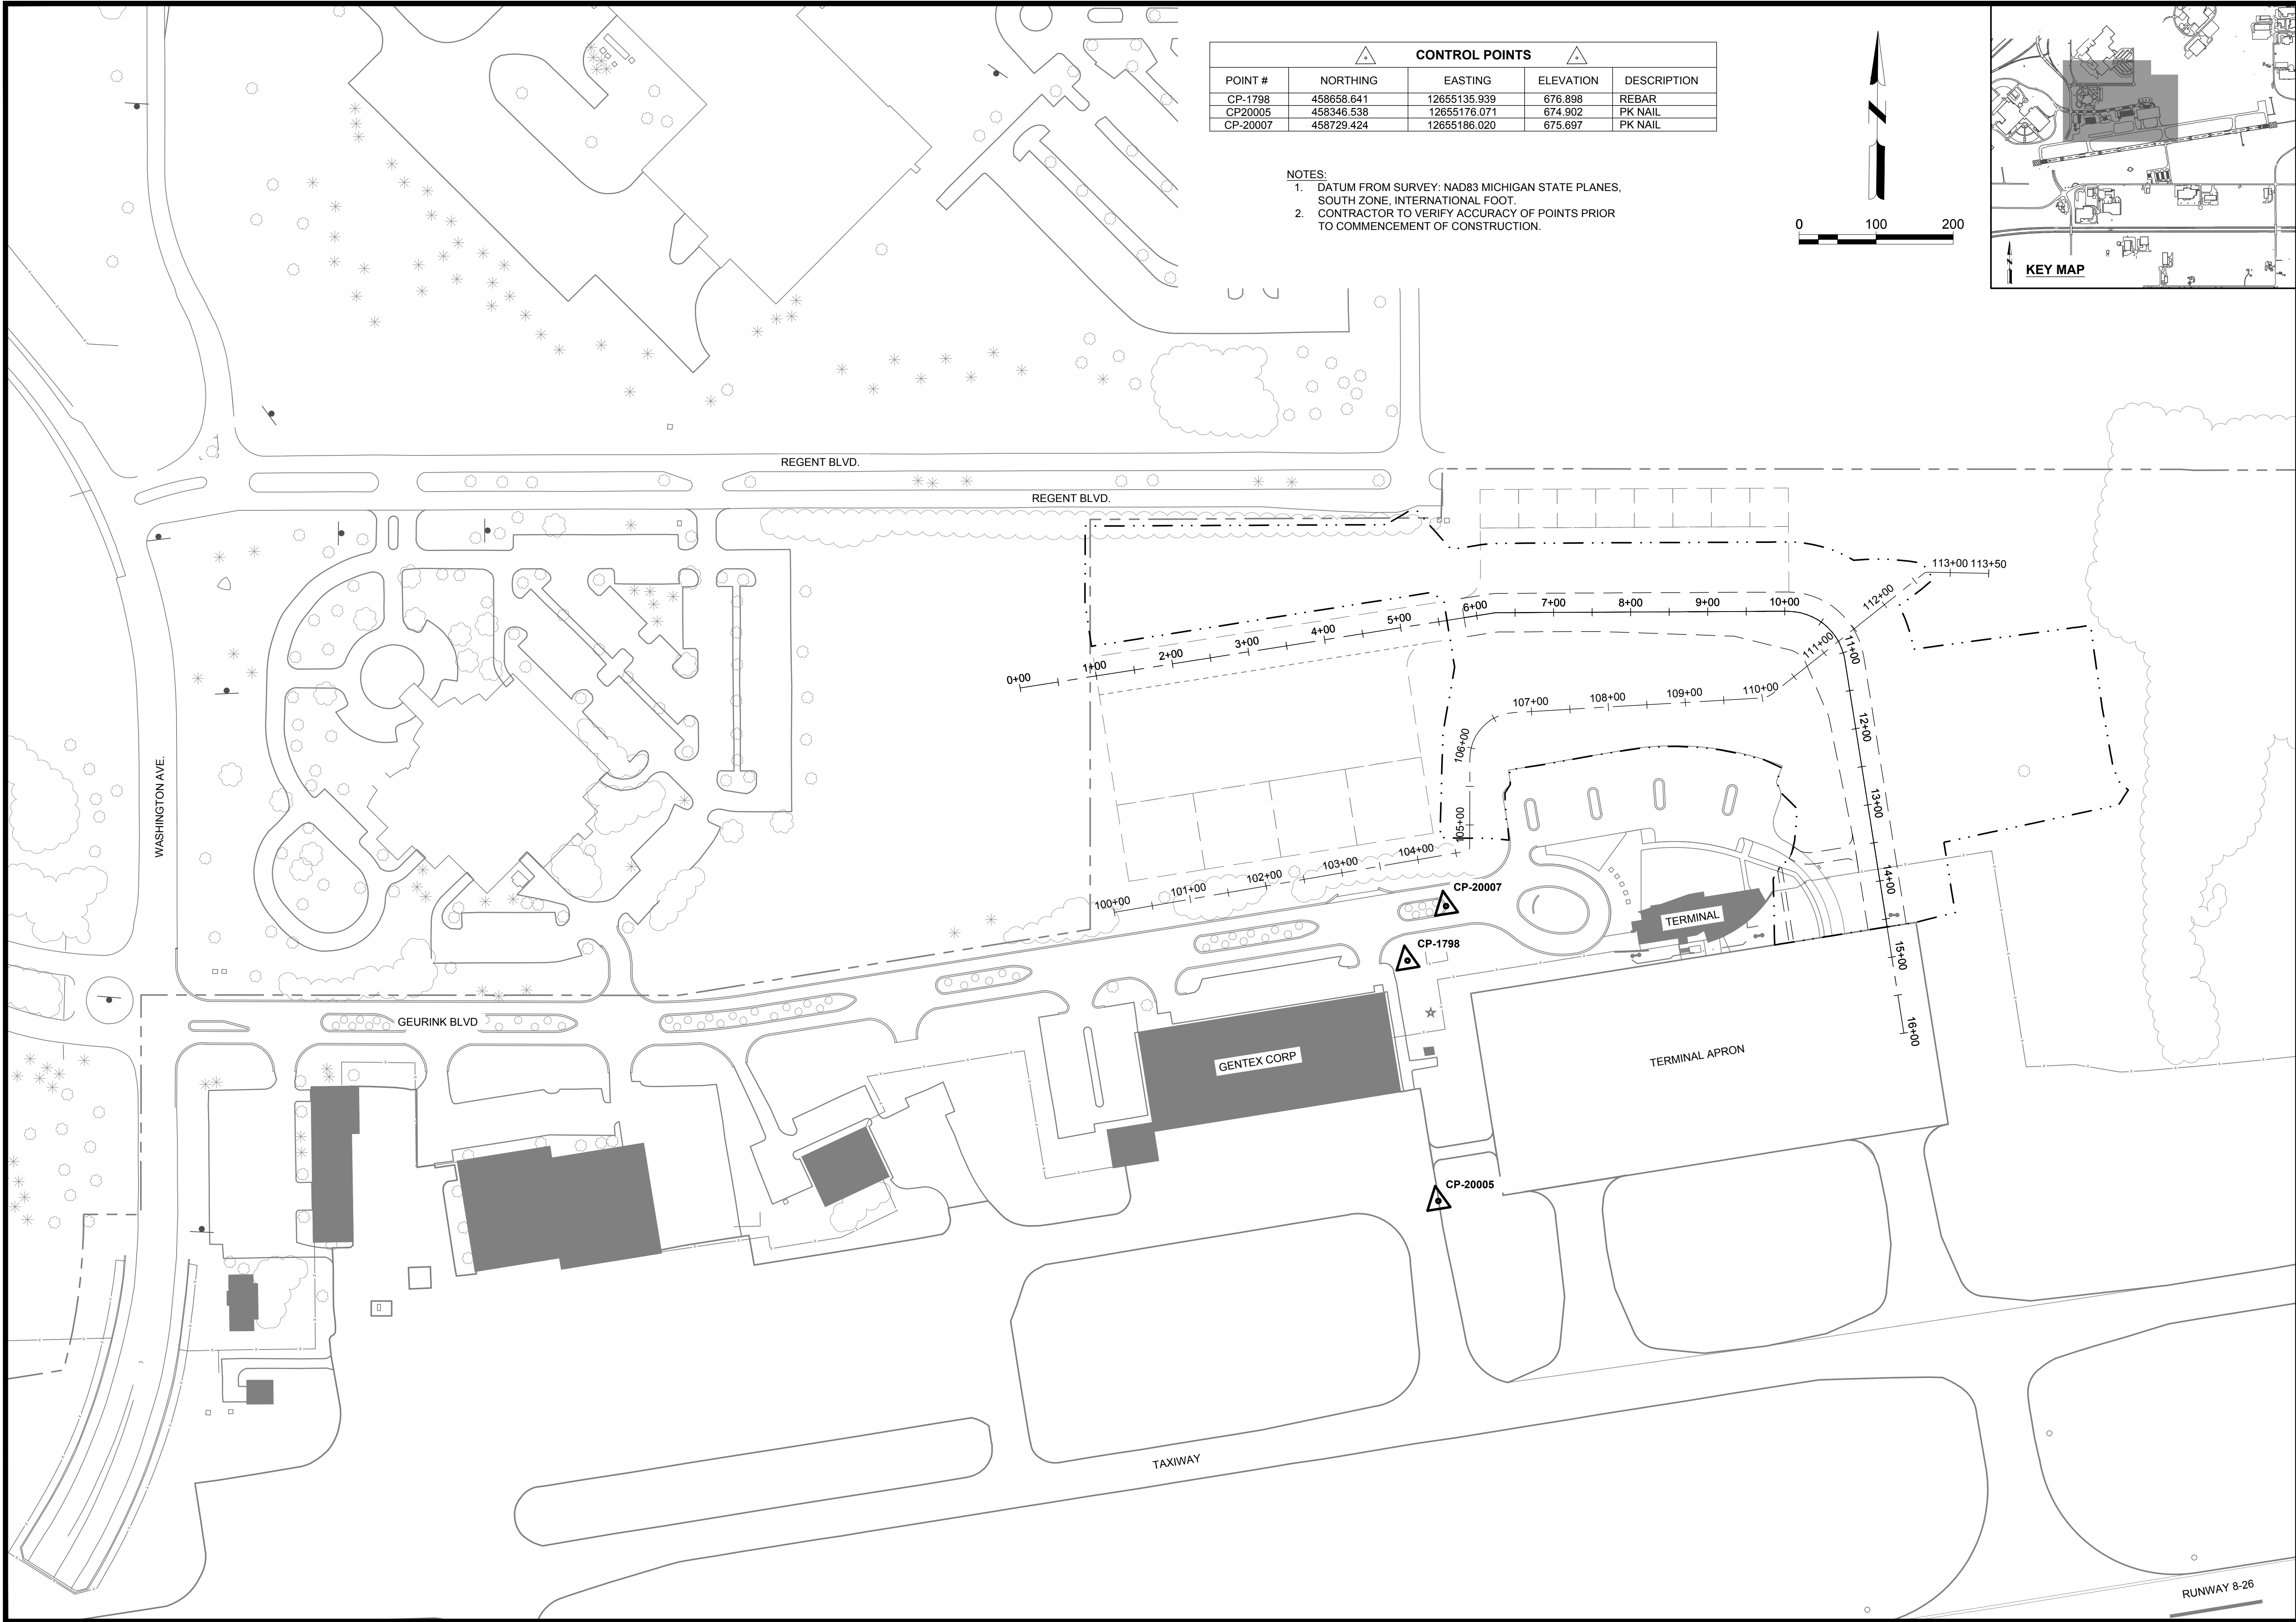 CONTROL POINTS
POINT # NORTHING EASTING ELEVATION DESCRIPTION
CP-1798 458658.641 12655135.939 676.898 REBAR
CP20005 458346.538 12655176.071 674.902 PK NAIL
CP-20007 458729.424 12655186.020 675.697 PK NAIL
NOTES:
1. DATUM FROM SURVEY: NAD83 MICHIGAN STATE PLANES,
SOUTH ZONE, INTERNATIONAL FOOT.
2. CONTRACTOR TO VERIFY ACCURACY OF POINTS PRIOR
TO COMMENCEMENT OF CONSTRUCTION.
N
0 100 200
N
KEY MAP
REGENT BLVD.
REGENT BLVD.
WASHINGTON AVE.
0+00
1+00
2+00
3+00
4+00
5+00
6+00
7+00
8+00
9+00
10+00
11+00
12+00
13+00
14+00
15+00
16+00
100+00
101+00
102+00
103+00
104+00
105+00
106+00
107+00
108+00
109+00
110+00
111+00
112+00
113+00 113+50
CP-20007
CP-1798
TERMINAL
GEURINK BLVD
GENTEX CORP
TERMINAL APRON
CP-20005
TAXIWAY
RUNWAY 8-26